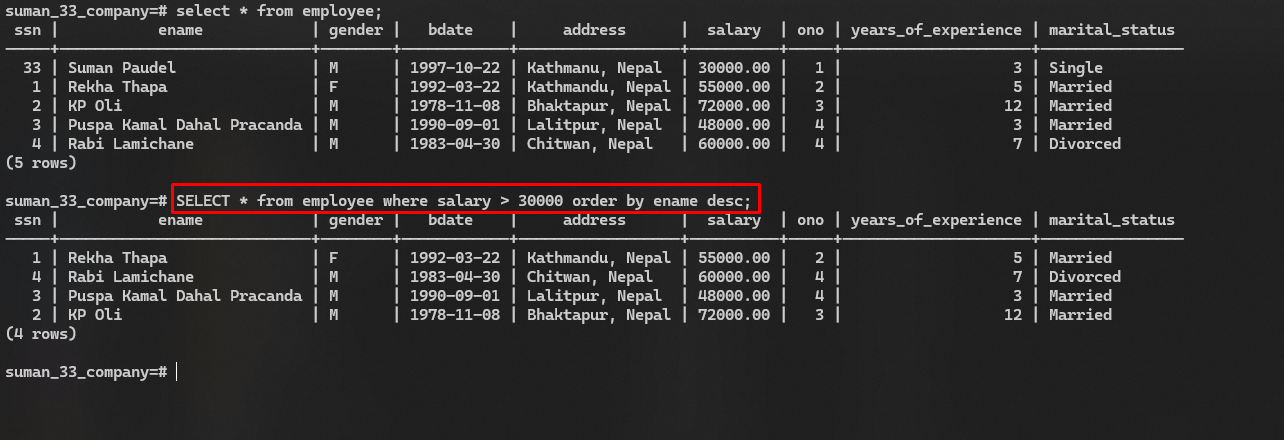 suman_33_company=# select * from employee;
 ssn |           ename            | gender |   bdate    |      address       |  salary  | ono | years_of_experience | marital_status
-----+----------------------------+--------+------------+--------------------+----------+-----+---------------------+----------------
  33 | Suman Paudel               | M      | 1997-10-22 | Kathmanu, Nepal    | 30000.00 |   1 |                   3 | Single
   1 | Rekha Thapa                | F      | 1992-03-22 | Kathmandu, Nepal   | 55000.00 |   2 |                   5 | Married
   2 | KP Oli                     | M      | 1978-11-08 | Bhaktapur, Nepal   | 72000.00 |   3 |                  12 | Married
   3 | Puspa Kamal Dahal Pracanda | M      | 1990-09-01 | Lalitpur, Nepal    | 48000.00 |   4 |                   3 | Married
   4 | Rabi Lamichane             | M      | 1983-04-30 | Chitwan, Nepal     | 60000.00 |   4 |                   7 | Divorced
(5 rows)
suman_33_company=# SELECT * from employee where salary > 30000 order by ename desc;
 ssn |           ename            | gender |   bdate    |      address       |  salary  | ono | years_of_experience | marital_status
-----+----------------------------+--------+------------+--------------------+----------+-----+---------------------+----------------
   1 | Rekha Thapa                | F      | 1992-03-22 | Kathmandu, Nepal   | 55000.00 |   2 |                   5 | Married
   4 | Rabi Lamichane             | M      | 1983-04-30 | Chitwan, Nepal     | 60000.00 |   4 |                   7 | Divorced
   3 | Puspa Kamal Dahal Pracanda | M      | 1990-09-01 | Lalitpur, Nepal    | 48000.00 |   4 |                   3 | Married
   2 | KP Oli                     | M      | 1978-11-08 | Bhaktapur, Nepal   | 72000.00 |   3 |                  12 | Married
(4 rows)
suman_33_company=#